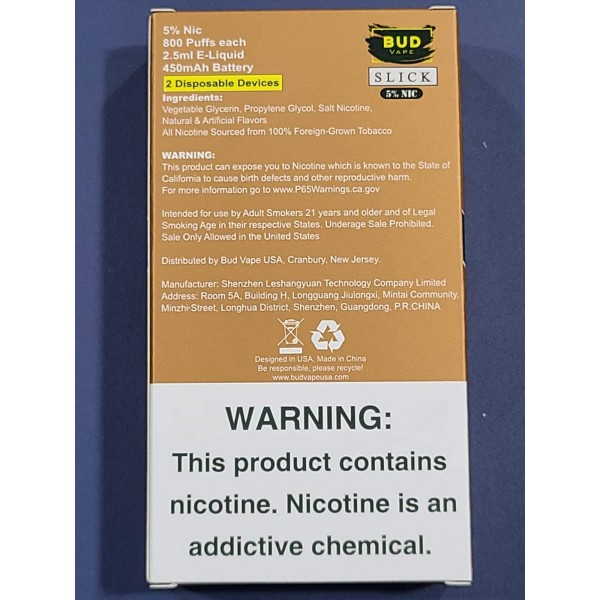 5% Nic
800 Puffs each
2.5ml E-Liquid
450mAh Battery
2 Disposable Devices
BUD
VAPE
SLICK
5% NIC
Ingredients:
Vegetable Glycerin, Propylene Glycol, Salt Nicotine,
Natural & Artificial Flavors
All Nicotine Sourced from 100% Foreign-Grown Tobacco
WARNING:
This product can expose you to Nicotine which is known to the State of
California to cause birth defects and other reproductive harm.
For more information go to www.P65Warnings.ca.gov
Intended for use by Adult Smokers 21 years and older and of Legal
Smoking Age in their respective States. Underage Sale Prohibited.
Sale Only Allowed in the United States
Distributed by Bud Vape USA, Cranbury, New Jersey.
Manufacturer: Shenzhen Leshangyuan Technology Company Limited
Address: Room 5A, Building H, Longguang Jiulongxi, Mintai Community,
Minzhi Street, Longhua District, Shenzhen, Guangdong, P.R.CHINA
Designed in USA, Made in China
Be responsible, please recycle!
www.budvapeusa.com
WARNING:
This product contains
nicotine. Nicotine is an
addictive chemical.